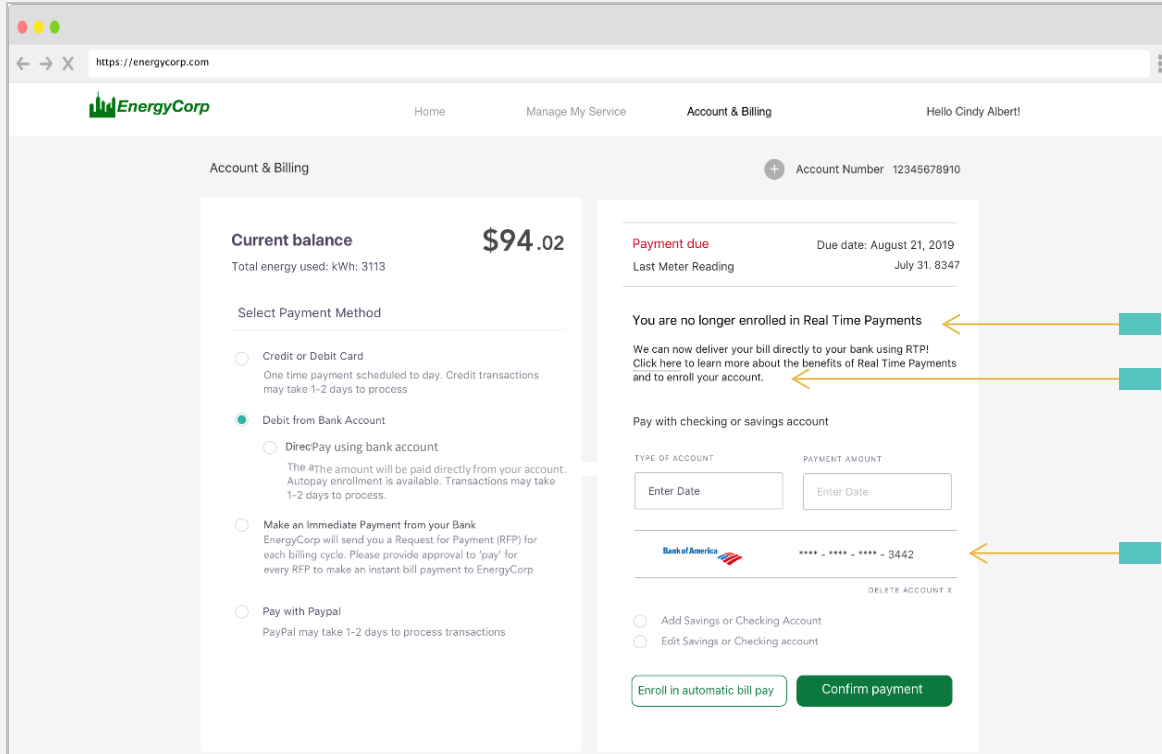 https://energycorp.com
EnergyCorp
Home
Manage My Service
Account & Billing
Hello Cindy Albert!
Account & Billing
Account Number 12345678910
Current balance
$94.02
Total energy used: kWh: 3113
Select Payment Method
Credit or Debit Card
One time payment scheduled to day. Credit transactions
may take 1-2 days to process
Debit from Bank Account
Pay using bank account
The amount will be paid directly from your account.
Autopay enrollment is available. Transactions may take
1-2 days to process.
Make an Immediate Payment from your Bank
EnergyCorp will send you a Request for Payment (RFP) for
each billing cycle. Please provide approval to 'pay' for
every RFP to make an instant bill payment to EnergyCorp
Pay with Paypal
PayPal may take 1-2 days to process transactions
Payment due
Due date: August 21, 2019
Last Meter Reading
July 31. 8347
You are no longer enrolled in Real Time Payments
We can now deliver your bill directly to your bank using RTP!
Click here to learn more about the benefits of Real Time Payments
and to enroll your account.
Pay with checking or savings account
TYPE OF ACCOUNT
PAYMENT AMOUNT
Enter Date
Enter Date
Bank of America
**** - **** - **** - 3442
DELETE ACCOUNT X
Add Savings or Checking Account
Edit Savings or Checking account
Enroll in automatic bill pay
Confirm payment